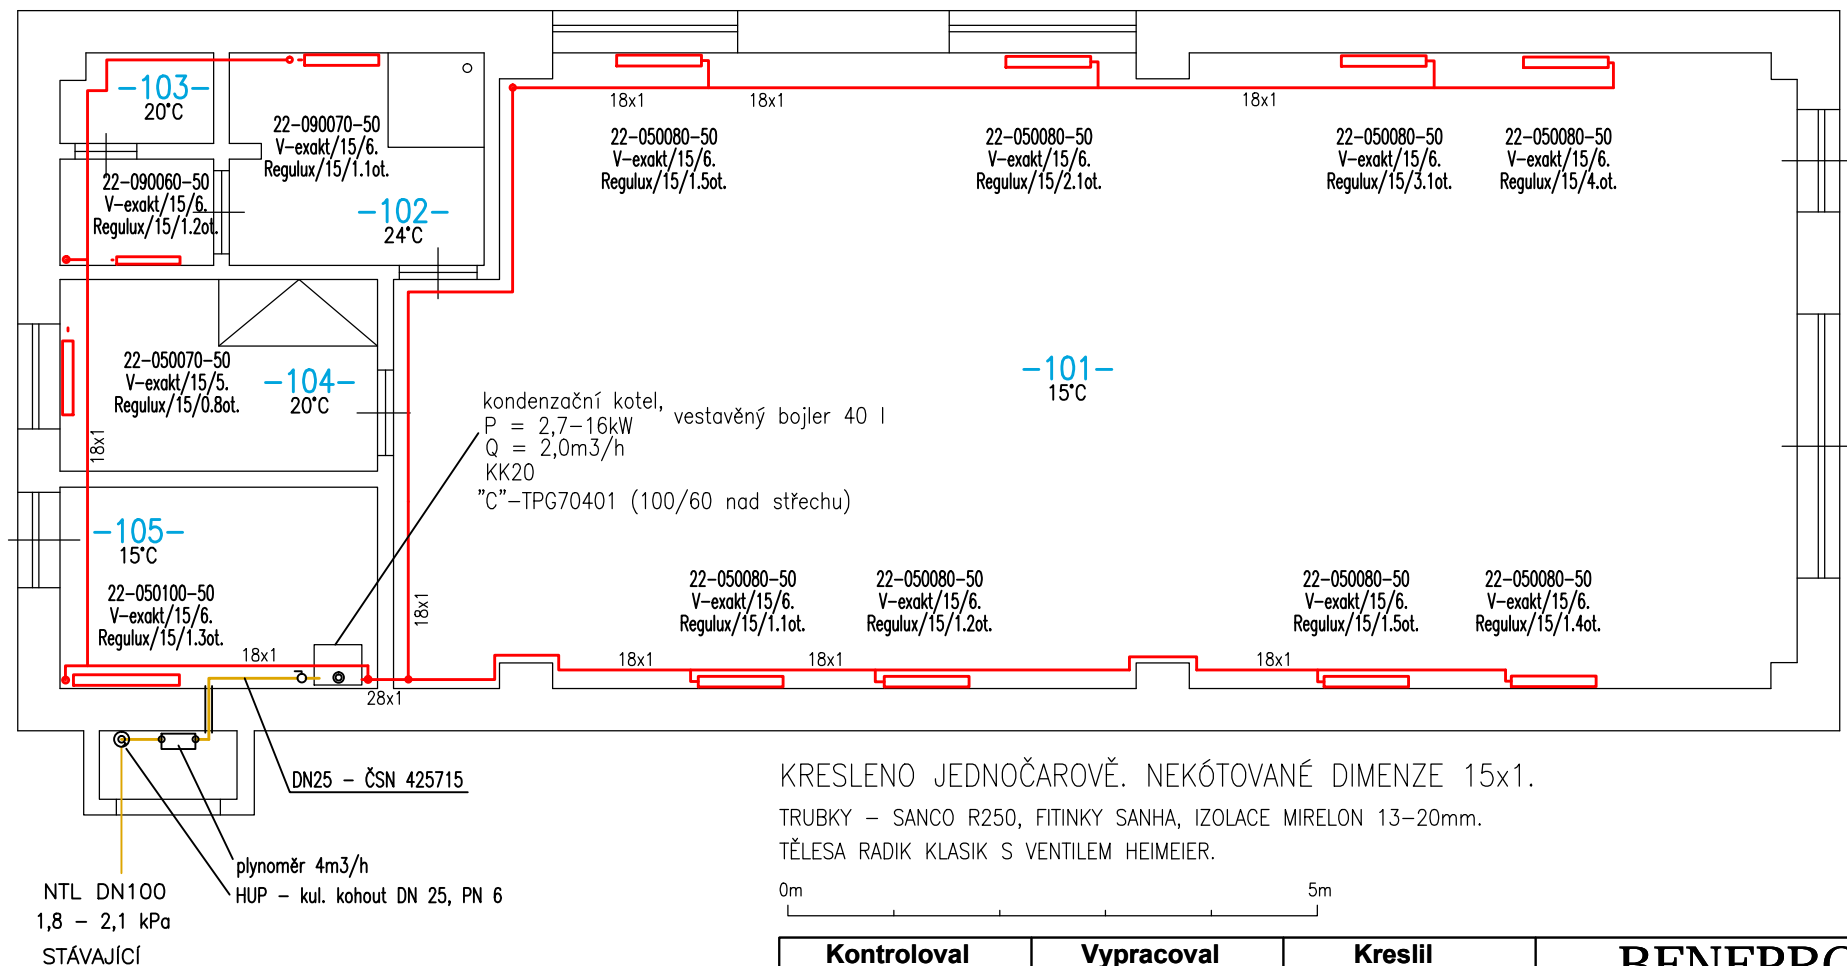 -103-
20°C
22-090070-50
V-exakt/15/6.
Regulux/15/1.1ot.
22-090060-50
V-exakt/15/6.
Regulux/15/1.2ot.
-102-
24°C
18x1
18x1
18x1
22-050080-50
V-exakt/15/6.
Regulux/15/1.5ot.
22-050080-50
V-exakt/15/6.
Regulux/15/2.1ot.
22-050080-50
V-exakt/15/6.
Regulux/15/3.1ot.
22-050080-50
V-exakt/15/6.
Regulux/15/4.ot.
22-050070-50
V-exakt/15/5.
Regulux/15/0.8ot.
-104-
20°C
18x1
-101-
15°C
kondenzační kotel, vestavěný bojler 40 l
P = 2,7-16kW
Q = 2,0m3/h
KK20
"C"-TPG70401 (100/60 nad střechu)
-105-
15°C
22-050100-50
V-exakt/15/6.
Regulux/15/1.3ot.
18x1
18x1
28x1
22-050080-50
V-exakt/15/6.
Regulux/15/1.1ot.
22-050080-50
V-exakt/15/6.
Regulux/15/1.2ot.
22-050080-50
V-exakt/15/6.
Regulux/15/1.5ot.
22-050080-50
V-exakt/15/6.
Regulux/15/1.4ot.
18x1
18x1
18x1
DN25 - ČSN 425715
plynoměr 4m3/h
HUP - kul. kohout DN 25, PN 6
NTL DN100
1,8 - 2,1 kPa
STÁVAJÍCÍ
KRESLENO JEDNOČAROVĚ. NEKÓTOVANÉ DIMENZE 15x1.
TRUBKY - SANCO R250, FITINKY SANHA, IZOLACE MIRELON 13-20mm.
TĚLESA RADIK KLASIK S VENTILEM HEIMEIER.
0m 5m
Kontroloval Vypracoval Kreslil